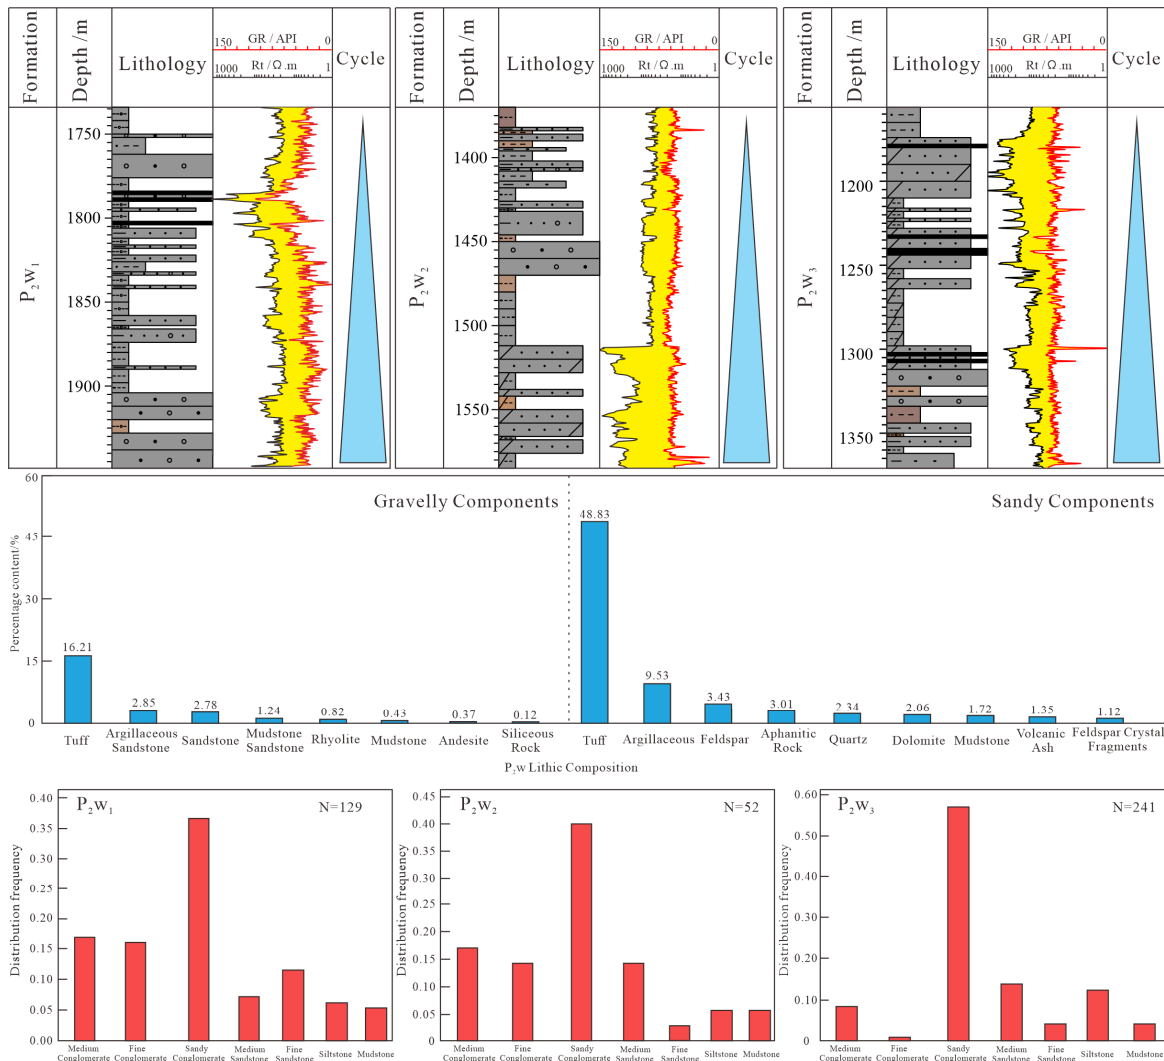 Formation
Depth /m
Lithology
150 GR / API 0
1000 Rt / Ω .m 1
Cycle
P₂w₁
1750
1800
1850
1900
Formation
Depth /m
Lithology
150 GR / API 0
1000 Rt / Ω .m 1
Cycle
P₂w₂
1400
1450
1500
1550
Formation
Depth /m
Lithology
150 GR / API 0
1000 Rt / Ω .m 1
Cycle
P₂w₃
1200
1250
1300
1350
Percentage content/%
60
45
30
15
0
Gravelly Components
Sandy Components
16.21
2.85
2.78
1.24
0.82
0.43
0.37
0.12
48.83
9.53
3.43
3.01
2.34
2.06
1.72
1.35
1.12
Tuff
Argillaceous
Sandstone
Sandstone
Mudstone
Sandstone
Rhyolite
Mudstone
Andesite
Siliceous
Rock
Tuff
Argillaceous
Feldspar
Aphanitic
Rock
Quartz
Dolomite
Mudstone
Volcanic
Ash
Feldspar Crystal
Fragments
P₂w Lithic Composition
Distribution frequency
0.40
0.35
0.30
0.25
0.20
0.15
0.10
0.05
0.00
P₂w₁
N=129
Medium
Conglomerate
Fine
Conglomerate
Sandy
Conglomerate
Medium
Sandstone
Fine
Sandstone
Siltstone
Mudstone
Distribution frequency
0.45
0.40
0.35
0.30
0.25
0.20
0.15
0.10
0.05
0
P₂w₂
N=52
Medium
Conglomerate
Fine
Conglomerate
Sandy
Conglomerate
Medium
Sandstone
Fine
Sandstone
Siltstone
Mudstone
Distribution frequency
0.60
0.50
0.40
0.30
0.20
0.10
0
P₂w₃
N=241
Medium
Conglomerate
Fine
Conglomerate
Sandy
Conglomerate
Medium
Sandstone
Fine
Sandstone
Siltstone
Mudstone